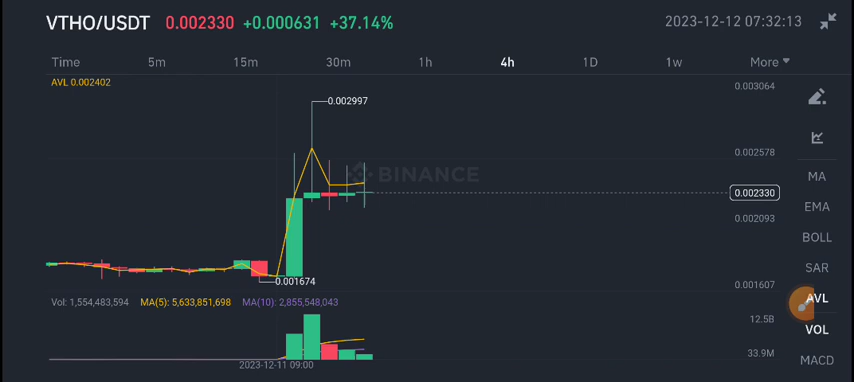 VTHO/USDT 0.002330 +0.000631 +37.14% 2023-12-12 07:32:13
Time 5m 15m 30m 1h 4h 1D 1w More
AVL 0.002402
0.003064
0.002997
0.002578
BINANCE
0.002330
0.002093
0.001674
0.001607
Vol: 1,554,483,594 MA(5): 5,633,851,698 MA(10): 2,855,548,043
12.5B
33.9M
2023-12-11 09:00
MA
EMA
BOLL
SAR
AVL
VOL
MACD